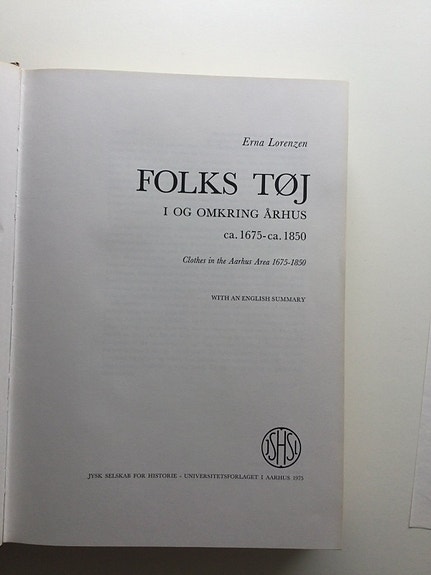 Erna Lorenzen
FOLKS TØJ
I OG OMKRING ÅRHUS
ca. 1675-ca. 1850
Clothes in the Aarhus Area 1675-1850
WITH AN ENGLISH SUMMARY
JSHSL
JYSK SELSKAB FOR HISTORIE · UNIVERSITETSFORLAGET I AARHUS 1975